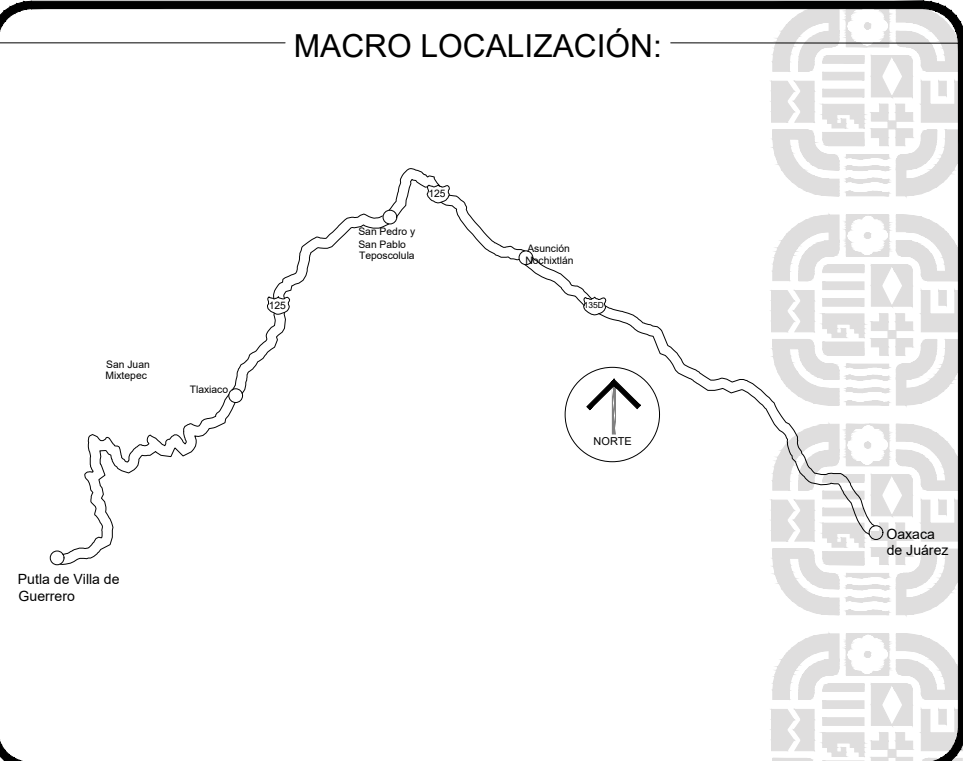 MACRO LOCALIZACIÓN:
125
San Pedro y
San Pablo
Teposcolula
Asunción
Nochixtlán
125
135D
San Juan
Mixtepec
Tlaxiaco
NORTE
Oaxaca
de Juárez
Putla de Villa de
Guerrero